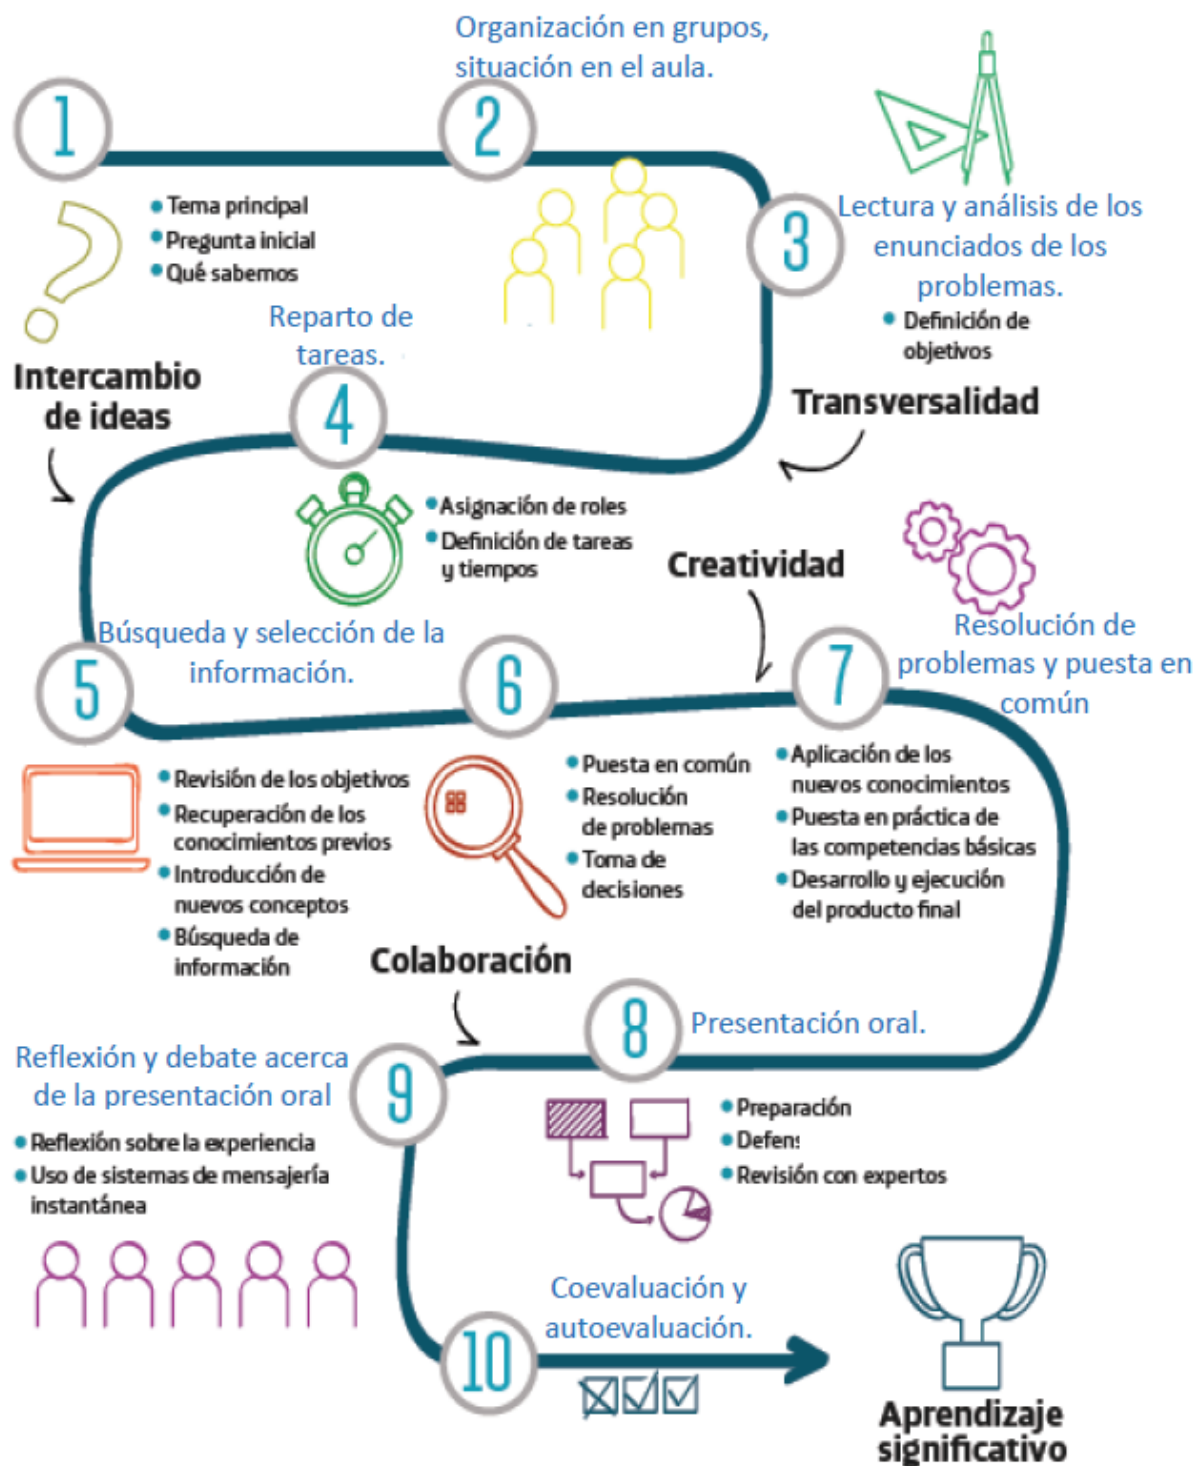 Organización en grupos,
situación en el aula.
1
2
• Tema principal
• Pregunta inicial
• Qué sabemos
3
Lectura y análisis de los
enunciados de los
problemas.
• Definición de
objetivos
Reparto de
tareas.
Intercambio
de ideas
4
Transversalidad
• Asignación de roles
• Definición de tareas
y tiempos
Creatividad
Búsqueda y selección de la
información.
5
6
7
Resolución de
problemas y puesta en
común
• Revisión de los objetivos
• Recuperación de los
conocimientos previos
• Introducción de
nuevos conceptos
• Búsqueda de
información
• Puesta en común
• Resolución
de problemas
• Toma de
decisiones
• Aplicación de los
nuevos conocimientos
• Puesta en práctica de
las competencias básicas
• Desarrollo y ejecución
del producto final
Colaboración
8
Presentación oral.
• Preparación
• Defens
• Revisión con expertos
Reflexión y debate acerca
de la presentación oral
9
• Reflexión sobre la experiencia
• Uso de sistemas de mensajería
instantánea
10
Coevaluación y
autoevaluación.
Aprendizaje
significativo